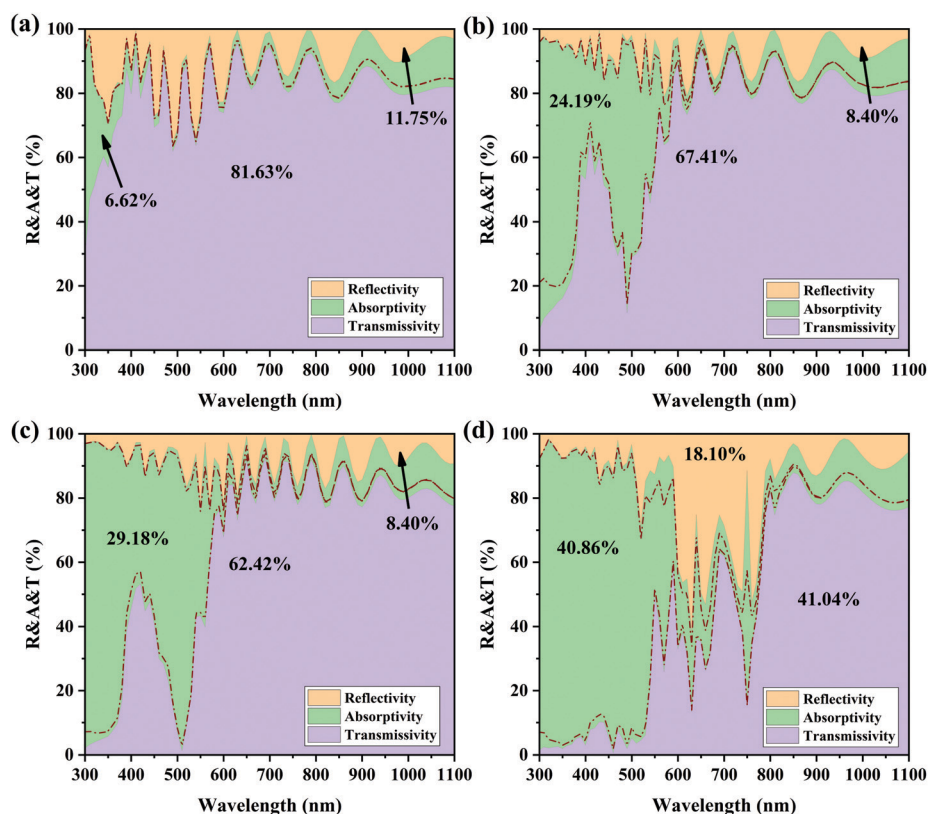 (a)
100
80
60
40
20
0
R&A&T (%)
11.75%
81.63%
6.62%
Reflectivity
Absorptivity
Transmissivity
300 400 500 600 700 800 900 1000 1100
Wavelength (nm)
(b)
100
80
60
40
20
0
R&A&T (%)
24.19%
8.40%
67.41%
Reflectivity
Absorptivity
Transmissivity
300 400 500 600 700 800 900 1000 1100
Wavelength (nm)
(c)
100
80
60
40
20
0
R&A&T (%)
8.40%
29.18%
62.42%
Reflectivity
Absorptivity
Transmissivity
300 400 500 600 700 800 900 1000 1100
Wavelength (nm)
(d)
100
80
60
40
20
0
R&A&T (%)
18.10%
40.86%
41.04%
Reflectivity
Absorptivity
Transmissivity
300 400 500 600 700 800 900 1000 1100
Wavelength (nm)